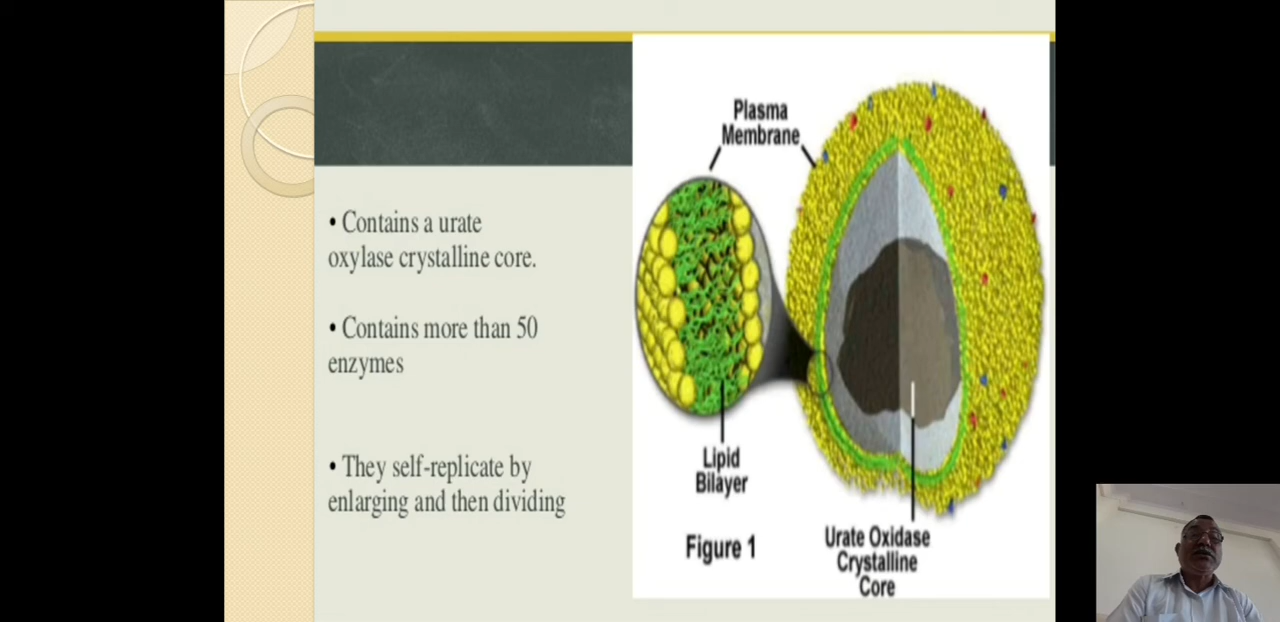 • Contains a urate
oxylase crystalline core.
• Contains more than 50
enzymes
• They self-replicate by
enlarging and then dividing
Plasma
Membrane
Lipid
Bilayer
Figure 1
Urate Oxidase
Crystalline
Core